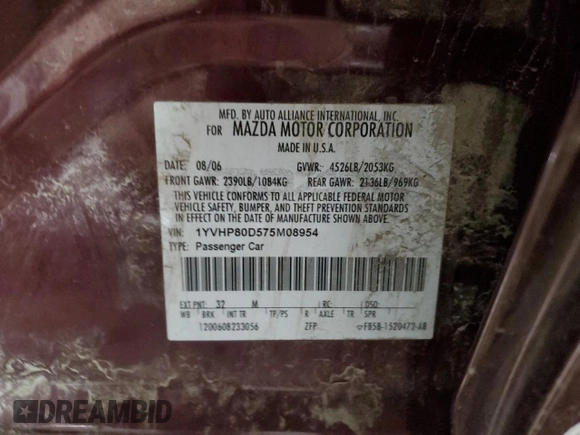 MFD. BY AUTO ALLIANCE INTERNATIONAL, INC.
FOR MAZDA MOTOR CORPORATION
MADE IN U.S.A.
DATE: 08/06 GVWR: 4526LB/2053KG
FRONT GAWR: 2390LB/1084KG REAR GAWR: 2136LB/969KG
THIS VEHICLE CONFORMS TO ALL APPLICABLE FEDERAL MOTOR
VEHICLE SAFETY, BUMPER, AND THEFT PREVENTION STANDARDS
IN EFFECT ON THE DATE OF MANUFACTURE SHOWN ABOVE.
VIN: 1YVHP80D575M08954
TYPE: Passenger Car
EXT PNT: 32 M RC: DSO:
WB BRK INT TR TP/PS R AXLE TR SPR
1200608233056 ZFP F85B-1520472-AB
DREAMBID